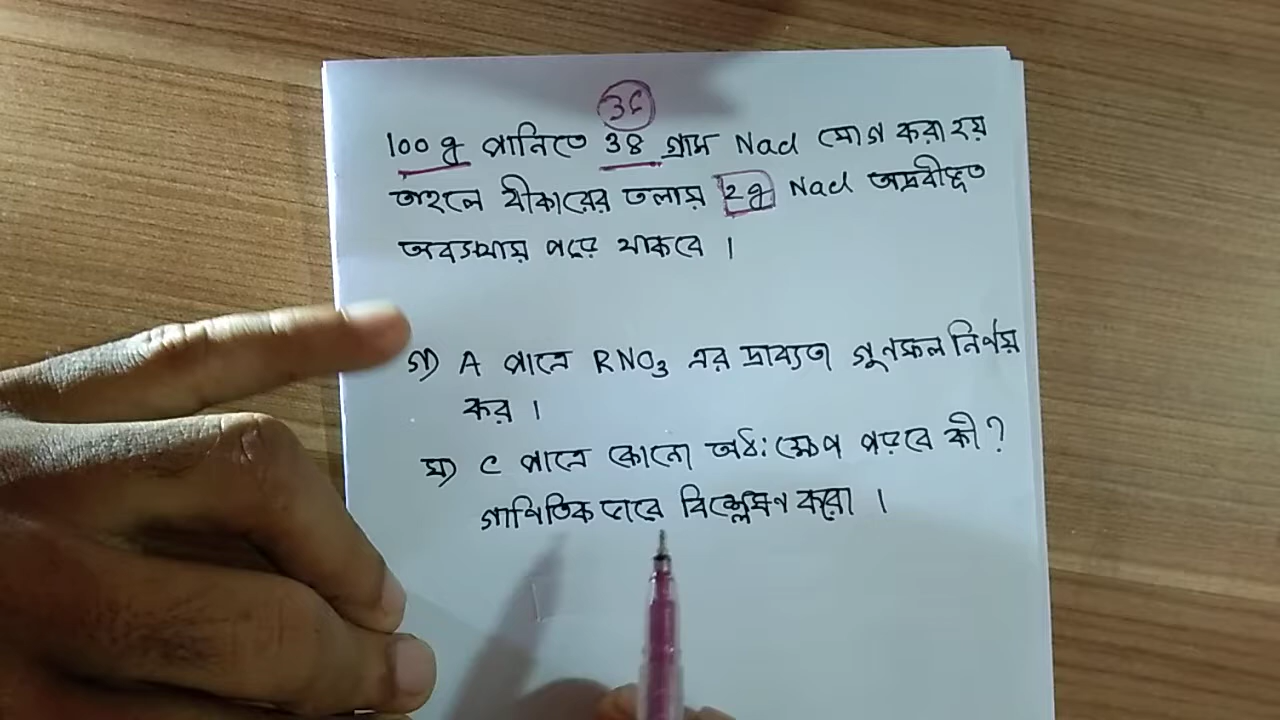 36
100 g পানিতে 38 গ্রাম Nacl যোগ করা হয়
তাহলে বীকারের তলায় 2g Nacl অদ্রবীভূত
অবস্থায় পড়ে থাকবে ।
গ) A পাত্রে RNO3 এর দ্রাব্যতা গুণফল নির্ণয়
কর ।
ঘ) C পাত্রে কোনো অধঃক্ষেপ পড়বে কী?
গাণিতিক ভাবে বিশ্লেষণ করো ।